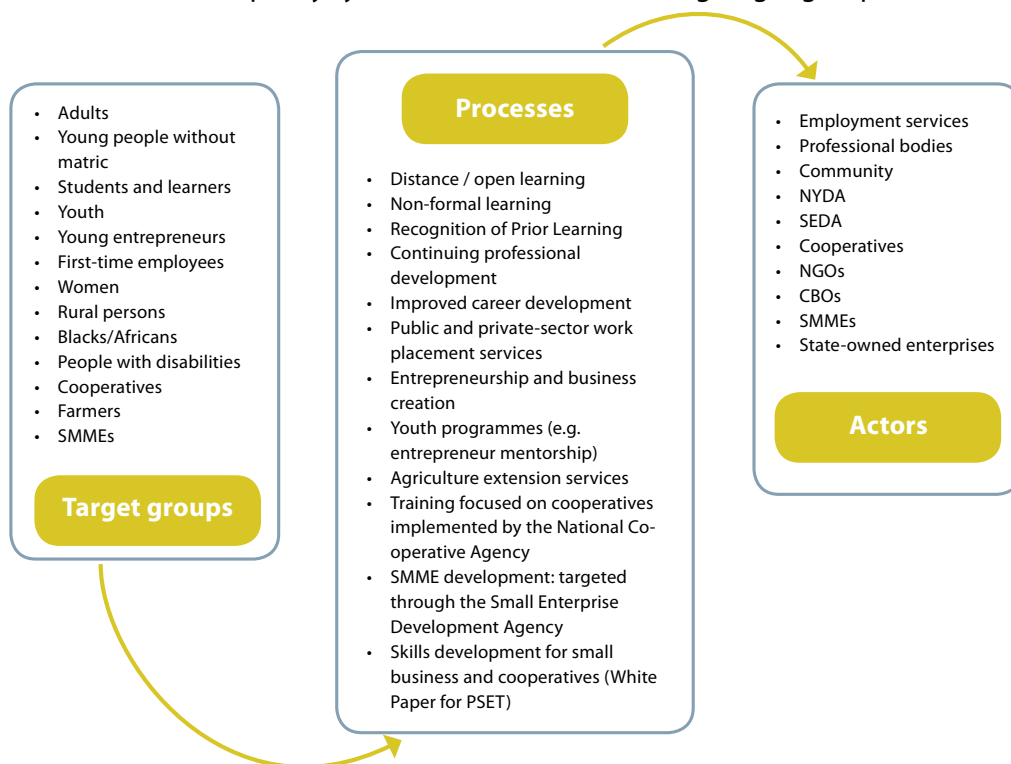 • Adults
• Young people without
matric
• Students and learners
• Youth
• Young entrepreneurs
• First-time employees
• Women
• Rural persons
• Blacks/Africans
• People with disabilities
• Cooperatives
• Farmers
• SMMEs
Target groups
Processes
• Distance / open learning
• Non-formal learning
• Recognition of Prior Learning
• Continuing professional
development
• Improved career development
• Public and private-sector work
placement services
• Entrepreneurship and business
creation
• Youth programmes (e.g.
entrepreneur mentorship)
• Agriculture extension services
• Training focused on cooperatives
implemented by the National Co-
operative Agency
• SMME development: targeted
through the Small Enterprise
Development Agency
• Skills development for small
business and cooperatives (White
Paper for PSET)
• Employment services
• Professional bodies
• Community
• NYDA
• SEDA
• Cooperatives
• NGOs
• CBOs
• SMMEs
• State-owned enterprises
Actors